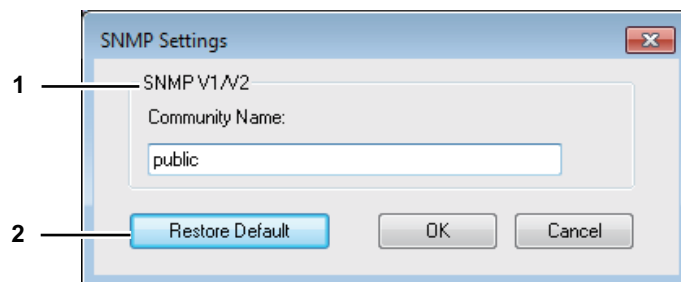 SNMP Settings
1
SNMP V1/V2
Community Name:
public
2
Restore Default
OK
Cancel